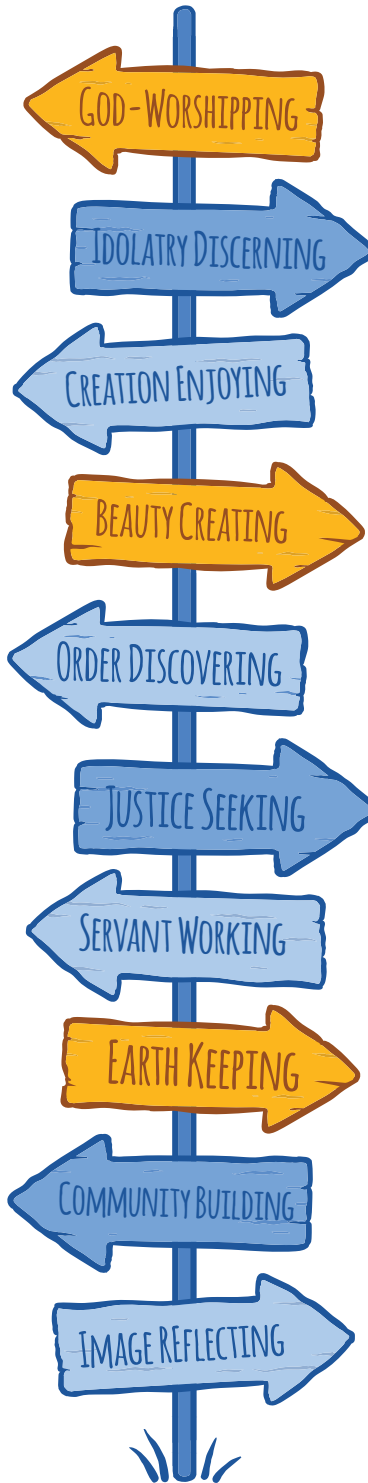 God-Worshipping
Idolatry Discerning
Creation Enjoying
Beauty Creating
Order Discovering
Justice Seeking
Servant Working
Earth Keeping
Community Building
Image Reflecting